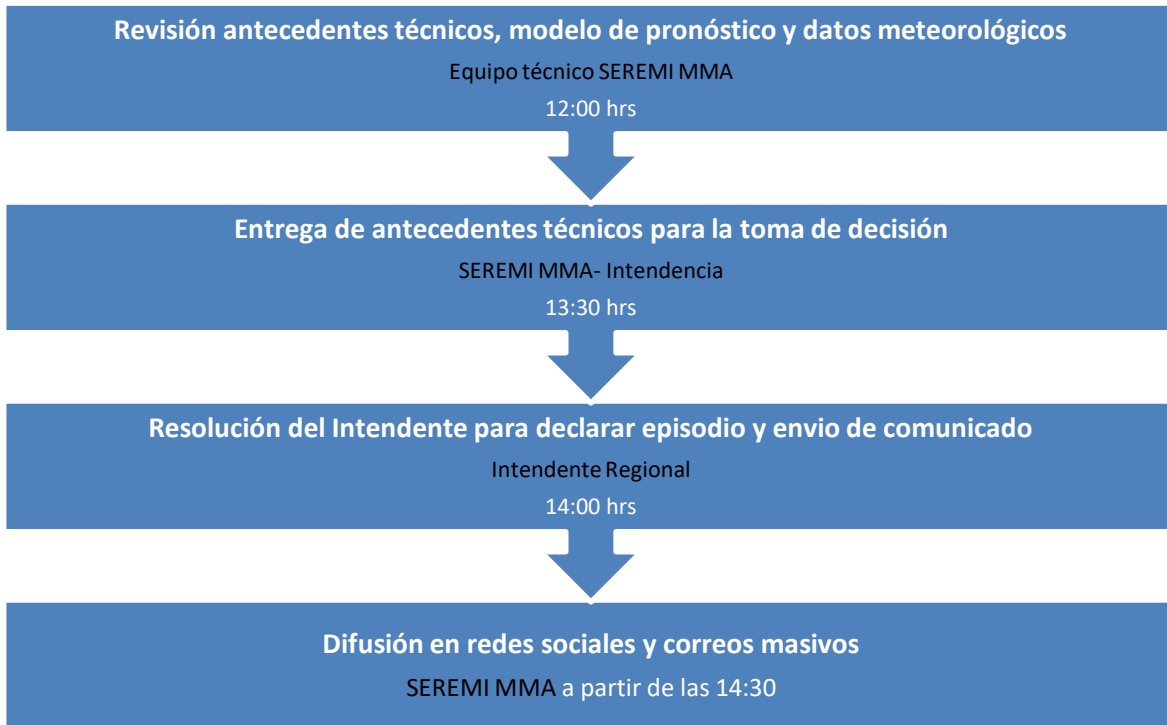 Revisión antecedentes técnicos, modelo de pronóstico y datos meteorológicos
Equipo técnico SEREMI MMA
12:00 hrs
Entrega de antecedentes técnicos para la toma de decisión
SEREMI MMA- Intendencia
13:30 hrs
Resolución del Intendente para declarar episodio y envio de comunicado
Intendente Regional
14:00 hrs
Difusión en redes sociales y correos masivos
SEREMI MMA a partir de las 14:30